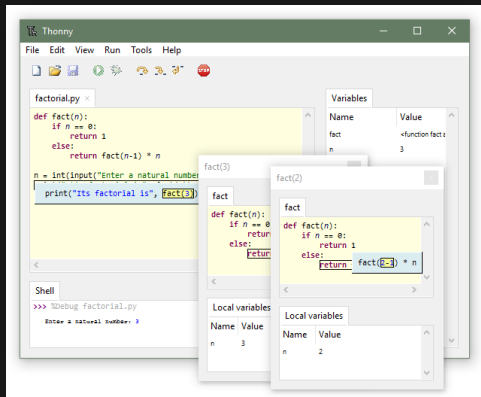 Thonny
File Edit View Run Tools Help
STOP
factorial.py ×
def fact(n):
if n == 0:
return 1
else:
return fact(n-1) * n
n = int(input("Enter a natural number
print("Its factorial is", fact(3))
Shell
>>> %Debug factorial.py
Enter a natural number: 3
Variables
Name Value
fact <function fact a
n 3
fact(3)
fact
def fact(n):
if n == 0
return
else:
return
Local variables
Name Value
n 3
fact(2)
fact
def fact(n):
if n == 0:
return 1
else:
return fact(2-1) * n
Local variables
Name Value
n 2